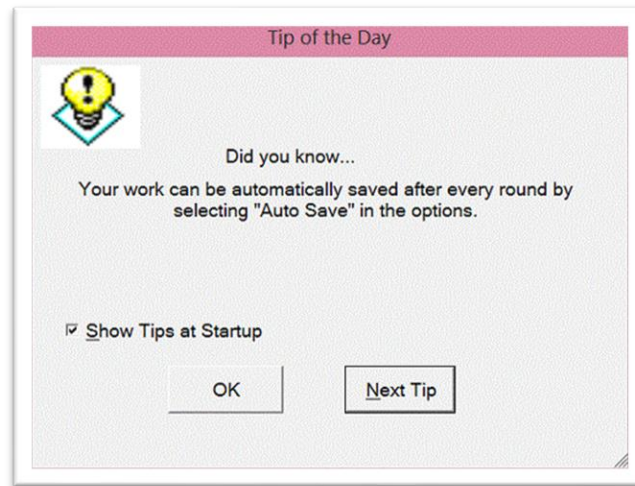 Tip of the Day
Did you know...
Your work can be automatically saved after every round by
selecting "Auto Save" in the options.
Show Tips at Startup
OK
Next Tip